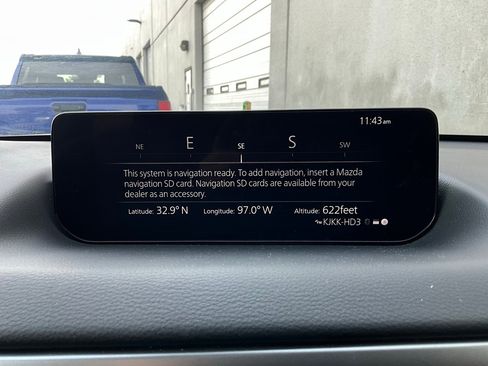 11:43am
NE E SE S SW
This system is navigation ready. To add navigation, insert a Mazda
navigation SD card. Navigation SD cards are available from your
dealer as an accessory.
Latitude: 32.9° N Longitude: 97.0° W Altitude: 622feet
KJKK-HD3